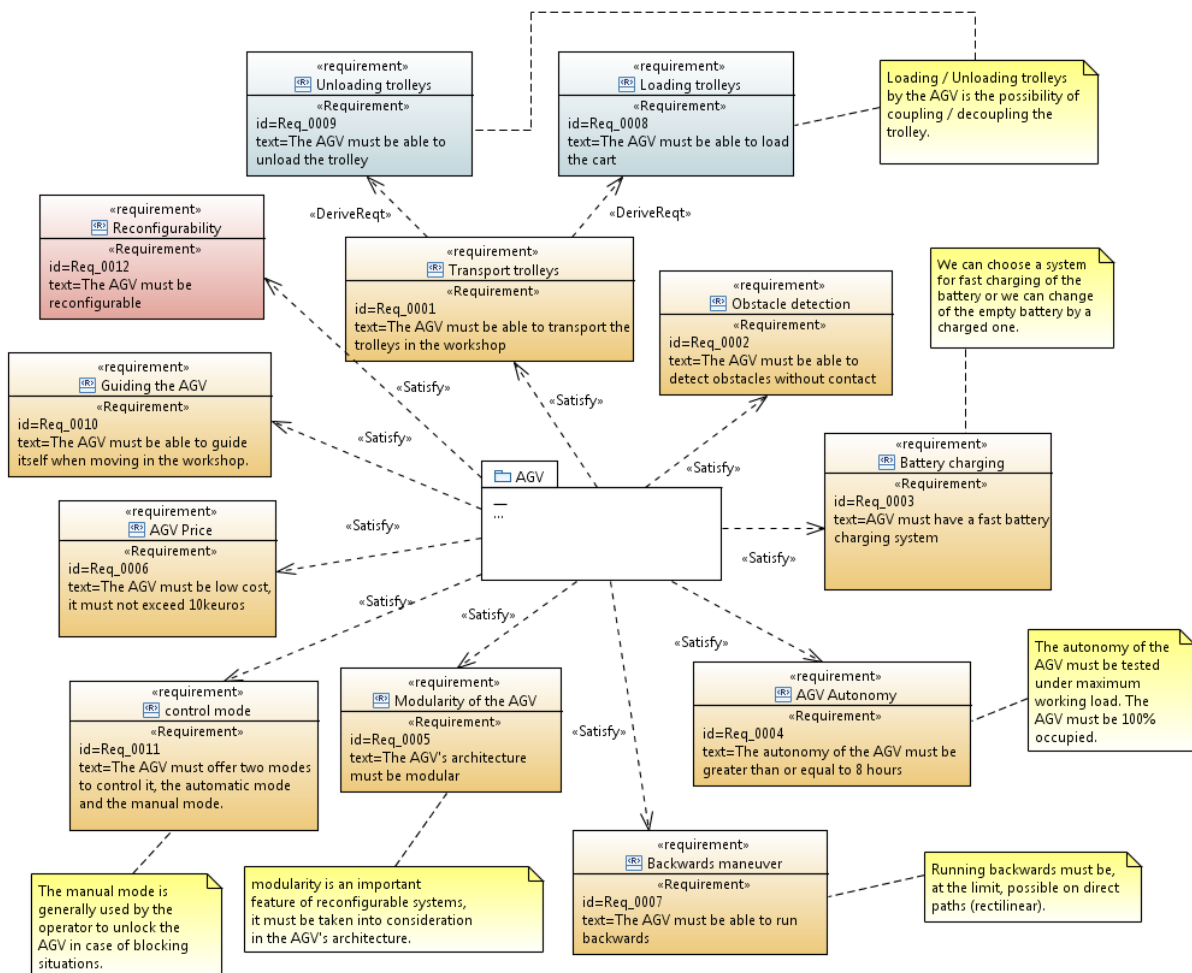 «requirement»
Unloading trolleys
«Requirement»
id=Req_0009
text=The AGV must be able to
unload the trolley
«requirement»
Loading trolleys
«Requirement»
id=Req_0008
text=The AGV must be able to load
the cart
Loading / Unloading trolleys
by the AGV is the possibility of
coupling / decoupling the
trolley.
«DeriveReqt»
«DeriveReqt»
«requirement»
Reconfigurability
«Requirement»
id=Req_0012
text=The AGV must be
reconfigurable
«requirement»
Transport trolleys
«Requirement»
id=Req_0001
text=The AGV must be able to transport the
trolleys in the workshop
«requirement»
Obstacle detection
«Requirement»
id=Req_0002
text=The AGV must be able to
detect obstacles without contact
We can choose a system
for fast charging of the
battery or we can change
of the empty battery by a
charged one.
«requirement»
Guiding the AGV
«Requirement»
id=Req_0010
text=The AGV must be able to guide
itself when moving in the workshop.
«Satisfy»
«Satisfy»
«Satisfy»
«Satisfy»
AGV
...
«requirement»
Battery charging
«Requirement»
id=Req_0003
text=AGV must have a fast battery
charging system
«requirement»
AGV Price
«Requirement»
id=Req_0006
text=The AGV must be low cost,
it must not exceed 10keuros
«Satisfy»
«Satisfy»
«Satisfy»
«Satisfy»
«Satisfy»
«Satisfy»
«requirement»
control mode
«Requirement»
id=Req_0011
text=The AGV must offer two modes
to control it, the automatic mode
and the manual mode.
«requirement»
Modularity of the AGV
«Requirement»
id=Req_0005
text=The AGV's architecture
must be modular
«requirement»
AGV Autonomy
«Requirement»
id=Req_0004
text=The autonomy of the AGV must be
greater than or equal to 8 hours
The autonomy of the
AGV must be tested
under maximum
working load. The
AGV must be 100%
occupied.
The manual mode is
generally used by the
operator to unlock the
AGV in case of blocking
situations.
modularity is an important
feature of reconfigurable systems,
it must be taken into consideration
in the AGV's architecture.
«requirement»
Backwards maneuver
«Requirement»
id=Req_0007
text=The AGV must be able to run
backwards
Running backwards must be,
at the limit, possible on direct
paths (rectilinear).